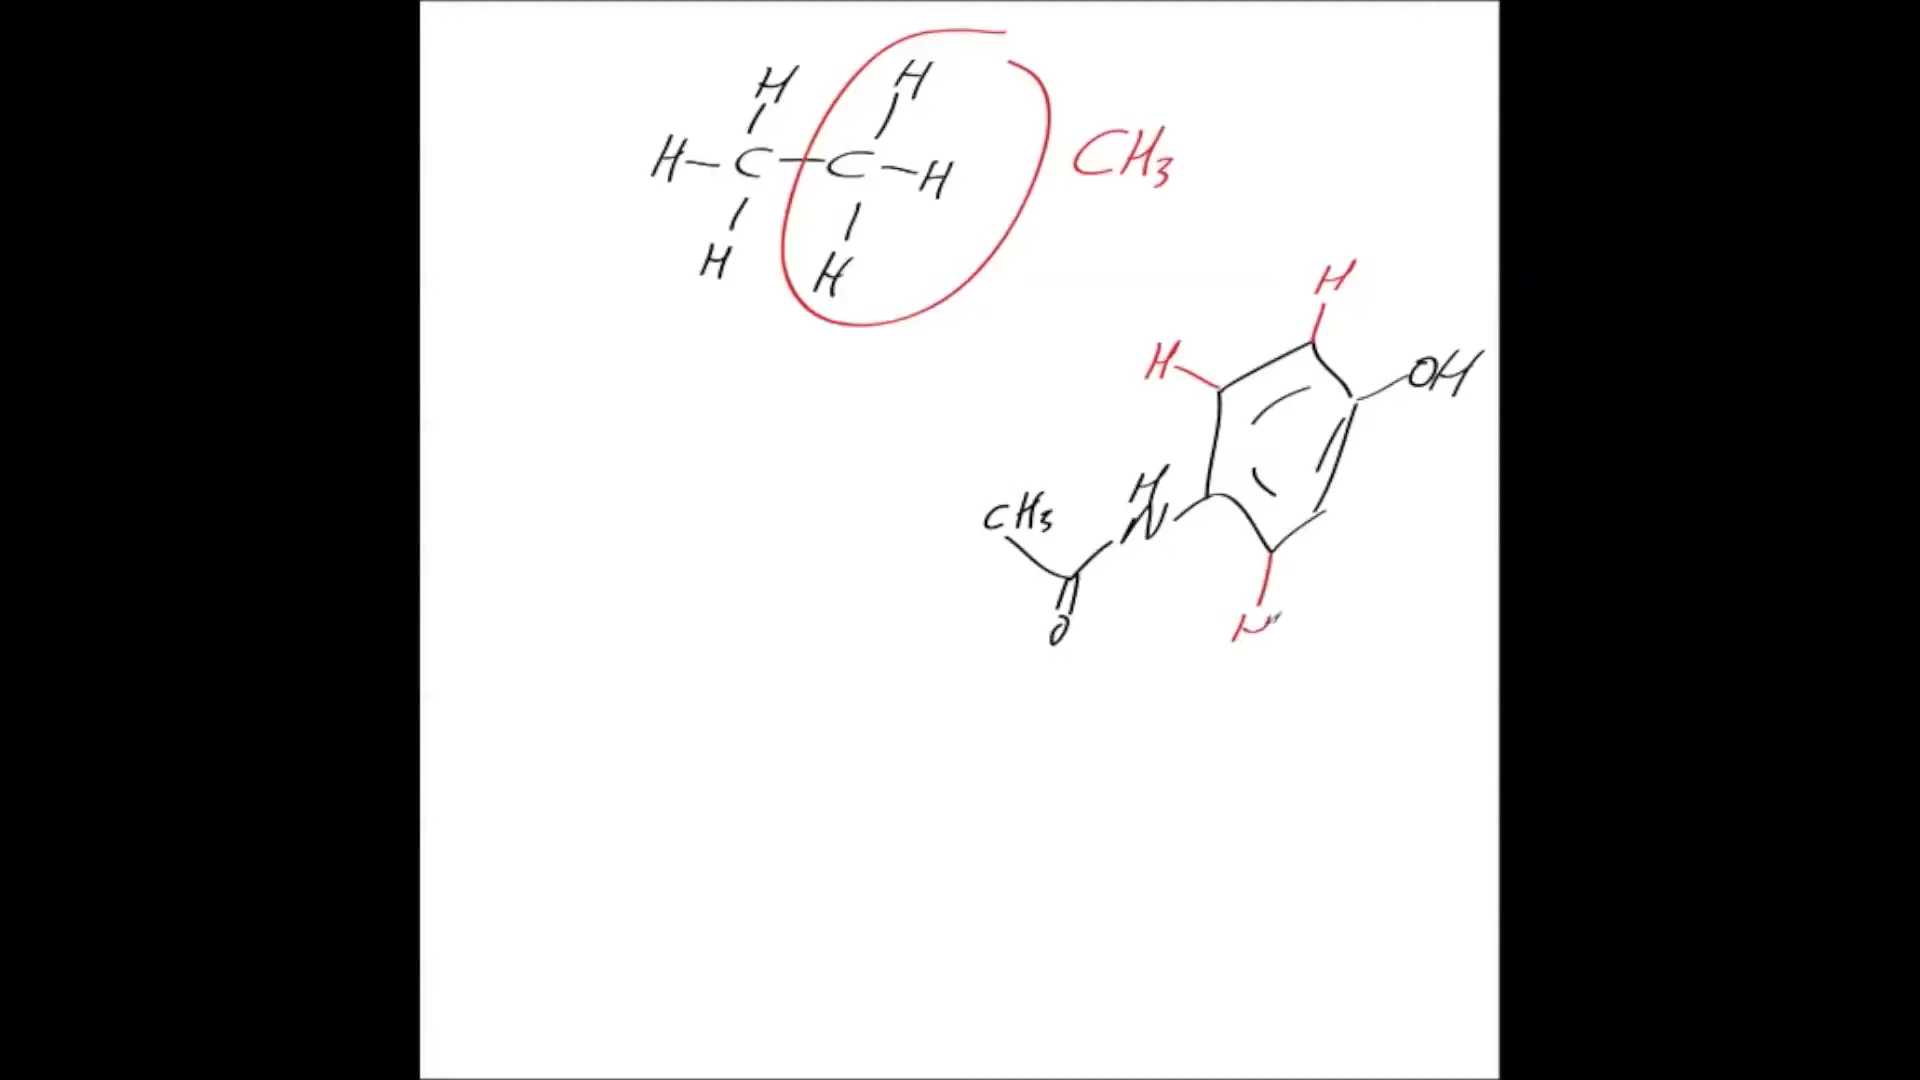 H H
H-C-C-H CH₃
H H
H
H OH
H
CH₃ N
O